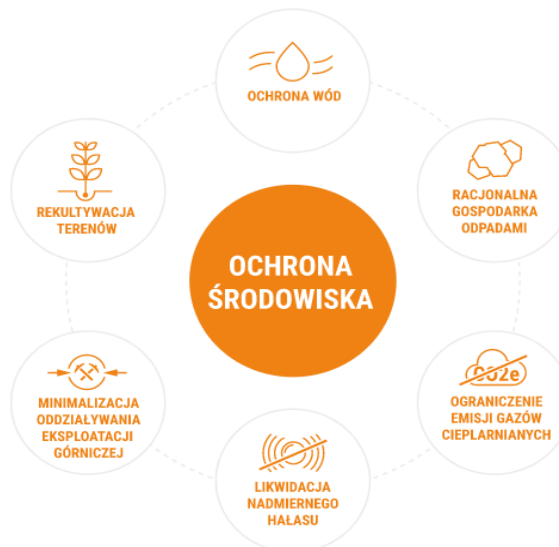 OCHRONA WÓD
RACJONALNA
GOSPODARKA
ODPADAMI
OCHRONA
ŚRODOWISKA
REKULTYWACJA
TERENÓW
CO2e
OGRANICZENIE
EMISJI GAZÓW
CIEPLARNIANYCH
LIKWIDACJA
NADMIERNEGO
HAŁASU
MINIMALIZACJA
ODDZIAŁYWANIA
EKSPLOATACJI
GÓRNICZEJ